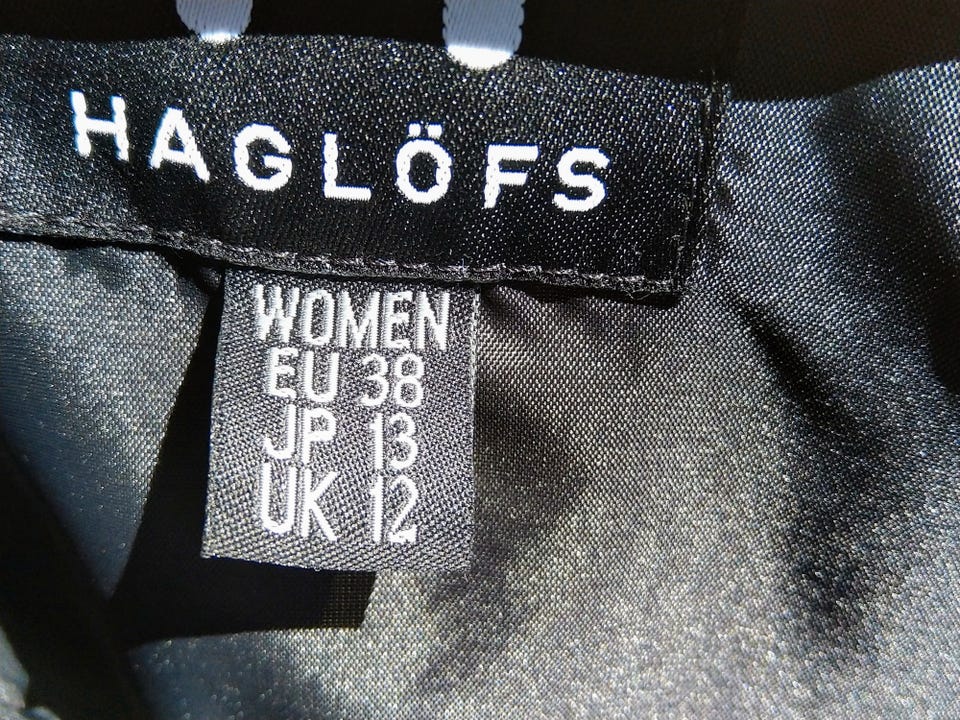 HAGLÖFS
WOMEN
EU 38
JP 13
UK 12